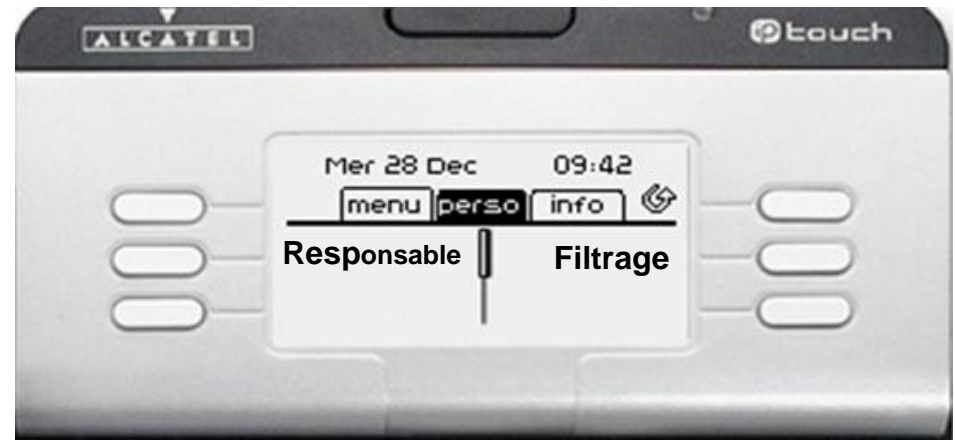 ALCATEL
touch
Mer 28 Dec 09:42
menu perso info
Responsable Filtrage